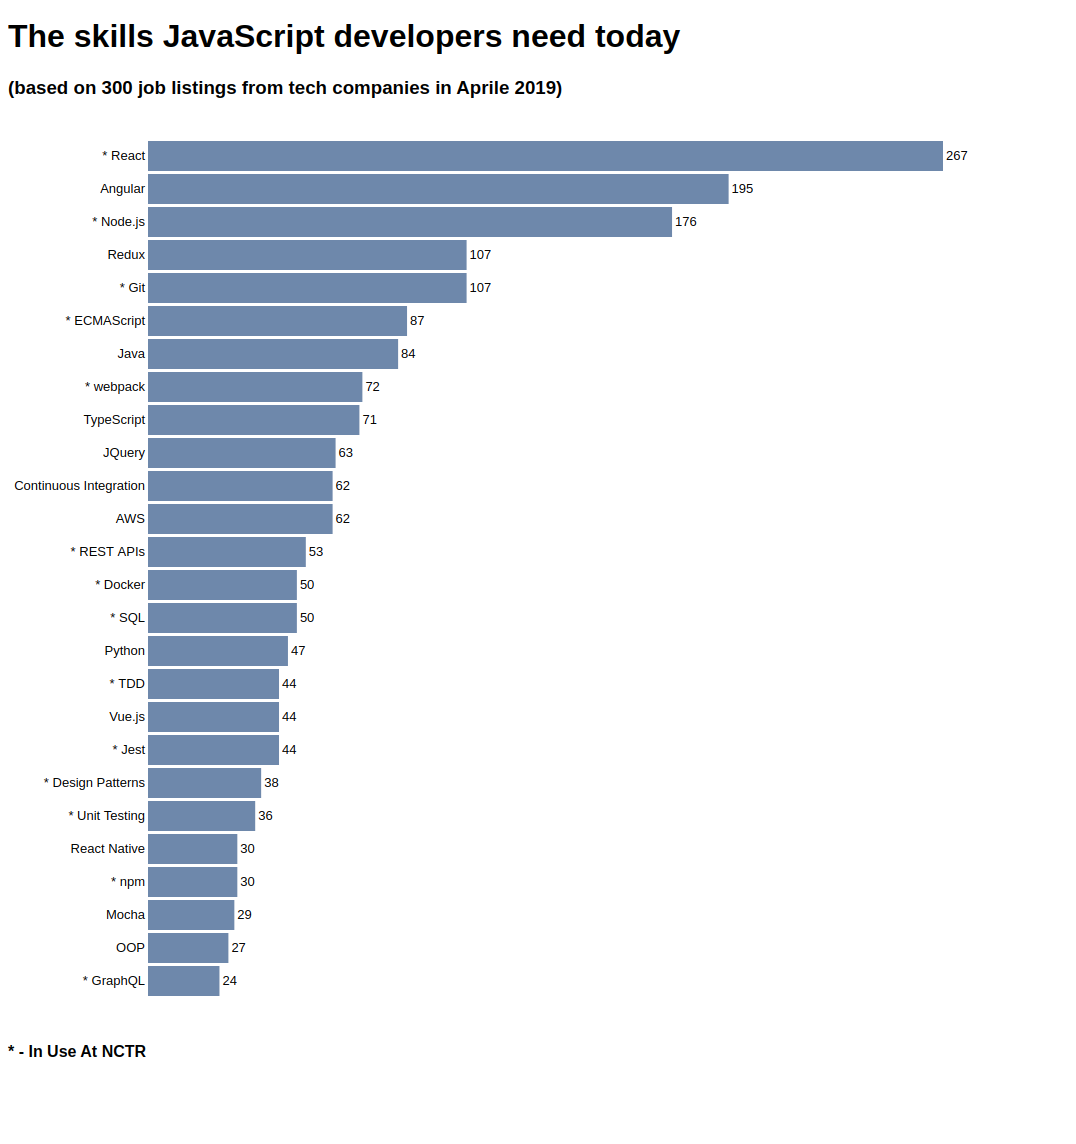 The skills JavaScript developers need today
(based on 300 job listings from tech companies in Aprile 2019)
* React 267
Angular 195
* Node.js 176
Redux 107
* Git 107
* ECMAScript 87
Java 84
* webpack 72
TypeScript 71
JQuery 63
Continuous Integration 62
AWS 62
* REST APIs 53
* Docker 50
* SQL 50
Python 47
* TDD 44
Vue.js 44
* Jest 44
* Design Patterns 38
* Unit Testing 36
React Native 30
* npm 30
Mocha 29
OOP 27
* GraphQL 24
* - In Use At NCTR